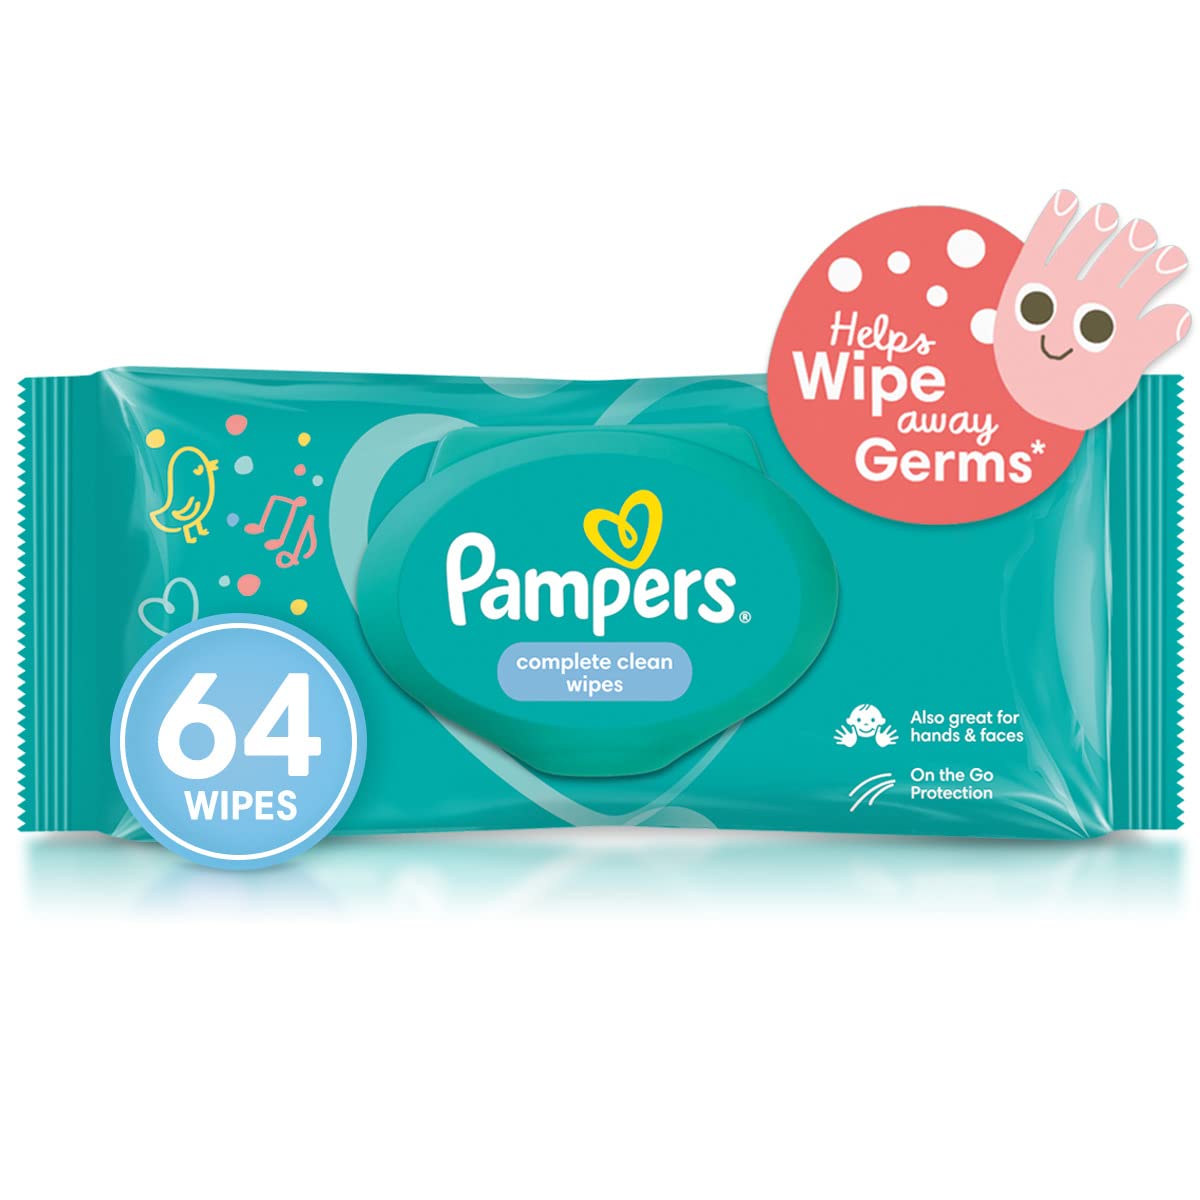 Helps
Wipe
away
Germs*
Pampers®
complete clean
wipes
64
WIPES
Also great for
hands & faces
On the Go
Protection